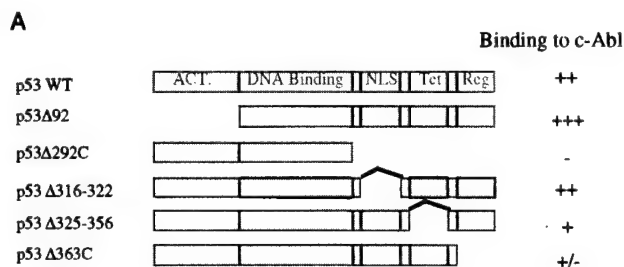 A
Binding to c-Abl
p53 WT ACT. DNA Binding NLS Tet Reg ++
p53Δ92 +++
p53Δ292C -
p53 Δ316-322 ++
p53 Δ325-356 +
p53 Δ363C +/-